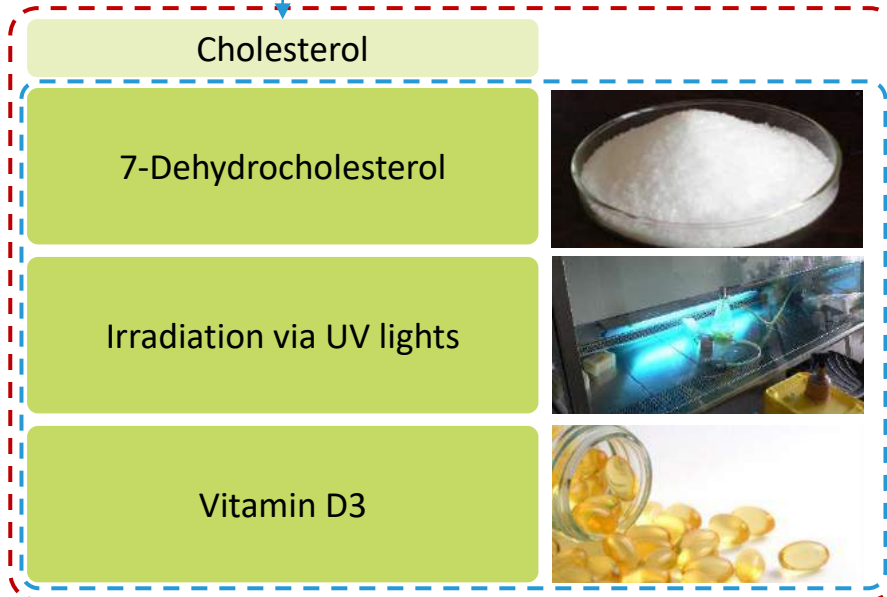 Cholesterol
7-Dehydrocholesterol
Irradiation via UV lights
Vitamin D3